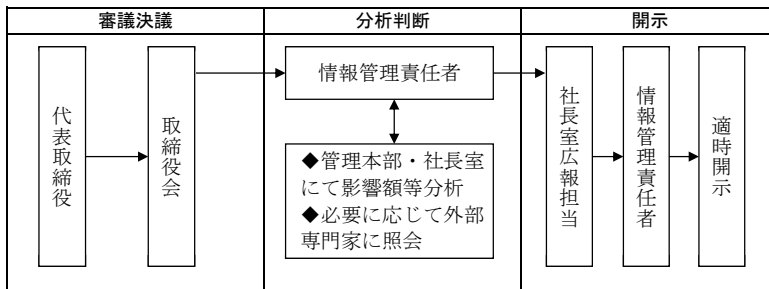 審議決議
分析判断
開示
代表取締役
取締役会
情報管理責任者
◆管理本部・社長室
にて影響額等分析
◆必要に応じて外部
専門家に照会
社長室広報担当
情報管理責任者
適時開示